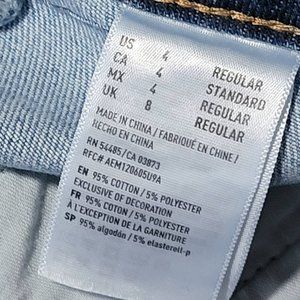 US 4 REGULAR
CA 4 STANDARD
MX 4 REGULAR
UK 8 REGULAR
MADE IN CHINA / FABRIQUÉ EN CHINE /
HECHO EN CHINA
RN 54485/CA 03873
RFC# AEM120605U9A
EN 95% COTTON / 5% POLYESTER
EXCLUSIVE OF DECORATION
FR 95% COTON / 5% POLYESTER
À L'EXCEPTION DE LA GARNITURE
SP 95% algodón / 5% elasterell-p